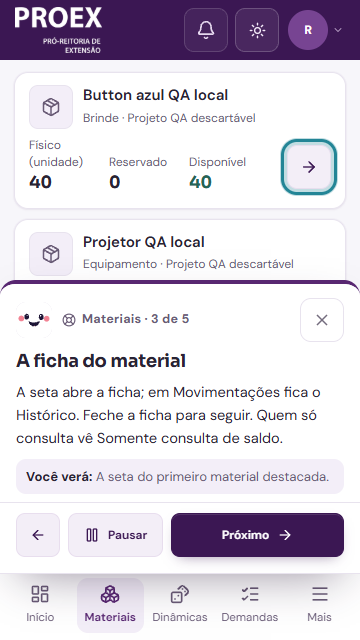 PROEX
PRÓ-REITORIA DE
EXTENSÃO
R
Button azul QA local
Brinde · Projeto QA descartável
Físico
(unidade)
Reservado
Disponível
40
0
40
Projetor QA local
Equipamento · Projeto QA descartável
Materiais · 3 de 5
A ficha do material
A seta abre a ficha; em Movimentações fica o
Histórico. Feche a ficha para seguir. Quem só
consulta vê Somente consulta de saldo.
Você verá: A seta do primeiro material destacada.
Pausar
Próximo
Início
Materiais
Dinâmicas
Demandas
Mais